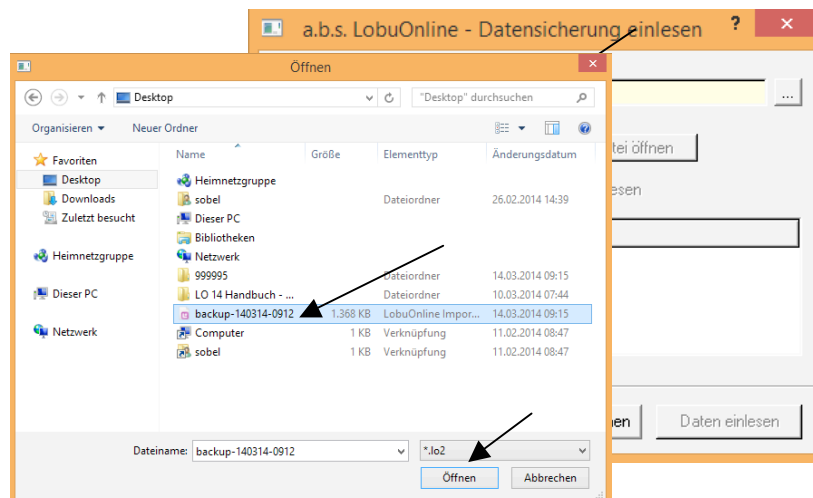 a.b.s. LobuOnline - Datensicherung einlesen ?
Öffnen
Desktop "Desktop" durchsuchen
...
Organisieren Neuer Ordner
tei öffnen
esen
Favoriten
Desktop
Downloads
Zuletzt besucht
Heimnetzgruppe
Dieser PC
Netzwerk
Name Größe Elementtyp Änderungsdatum
Heimnetzgruppe
sobel Dateiordner 26.02.2014 14:39
Dieser PC
Bibliotheken
Netzwerk
999995 Dateiordner 14.03.2014 09:15
LO 14 Handbuch - ... Dateiordner 10.03.2014 07:44
backup-140314-0912 1.368 KB LobuOnline Impor... 14.03.2014 09:15
Computer 1 KB Verknüpfung 11.02.2014 08:47
sobel 1 KB Verknüpfung 11.02.2014 08:47
Dateiname: backup-140314-0912 *.lo2
Öffnen Abbrechen
en Daten einlesen